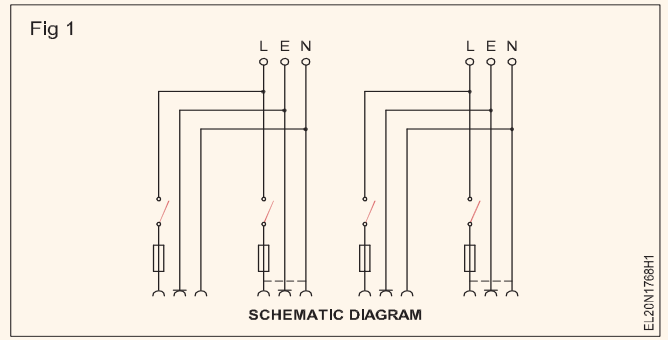 Fig 1
L E N
L E N
SCHEMATIC DIAGRAM
EL20N1768H1